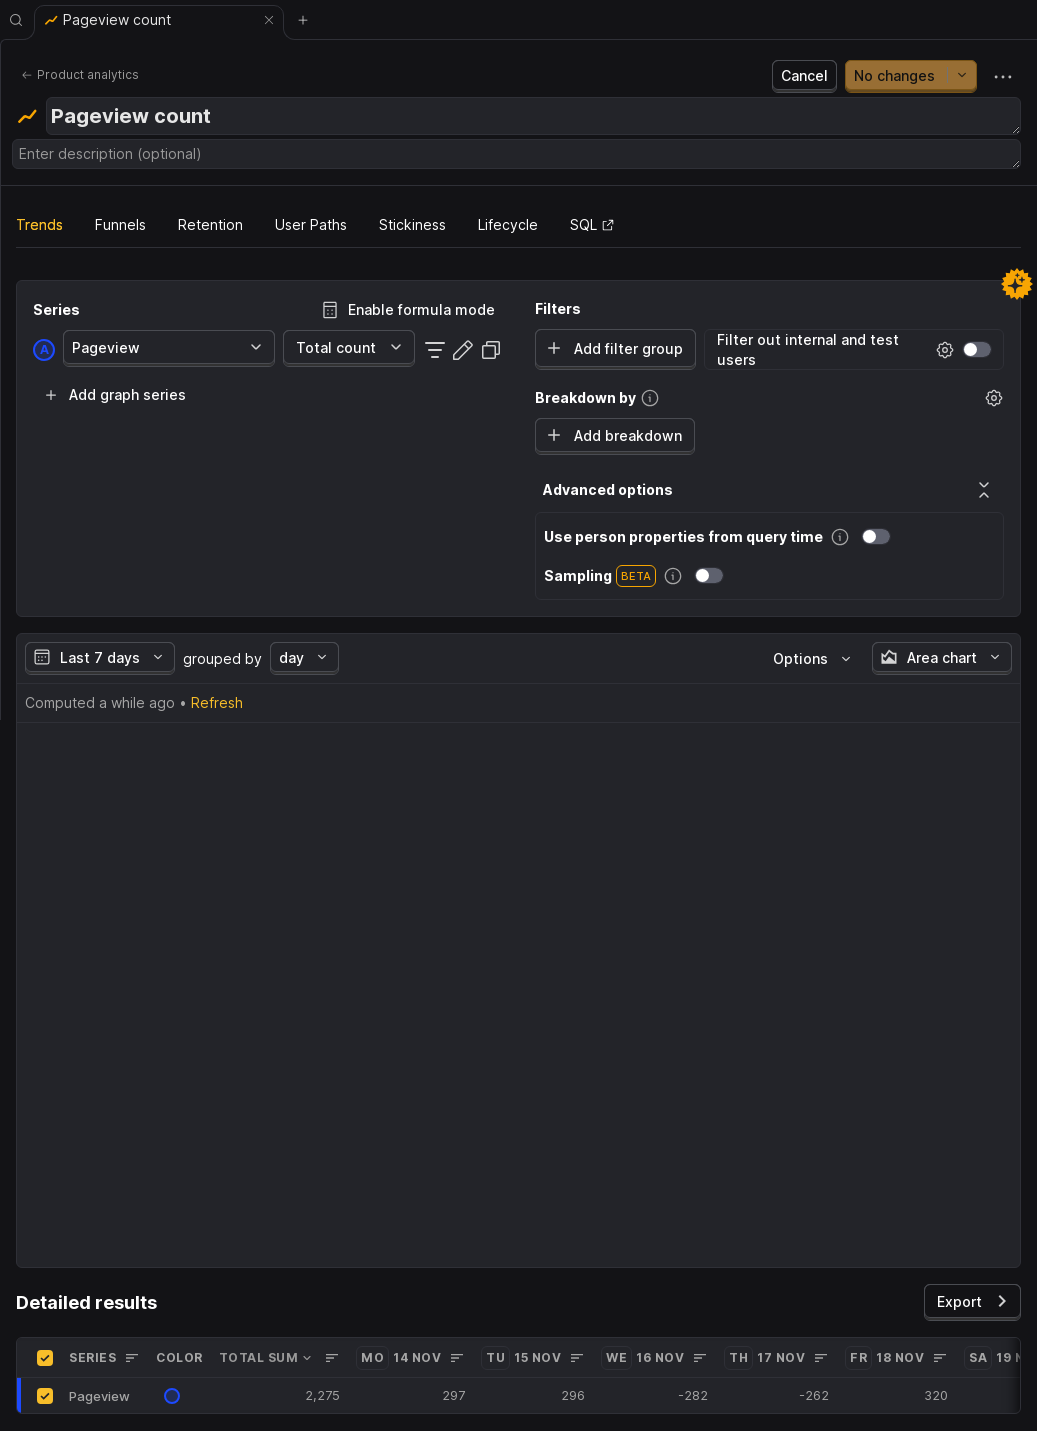 Pageview count
Product analytics
Cancel
No changes
Pageview count
Enter description (optional)
Trends Funnels Retention User Paths Stickiness Lifecycle SQL
Series
Enable formula mode
A Pageview Total count
Add graph series
Filters
Add filter group
Filter out internal and test
users
Breakdown by
Add breakdown
Advanced options
Use person properties from query time
Sampling BETA
Last 7 days grouped by day Options Area chart
Computed a while ago • Refresh
Detailed results
Export
SERIES COLOR TOTAL SUM MO 14 NOV TU 15 NOV WE 16 NOV TH 17 NOV FR 18 NOV SA 19
Pageview 2,275 297 296 -282 -262 320